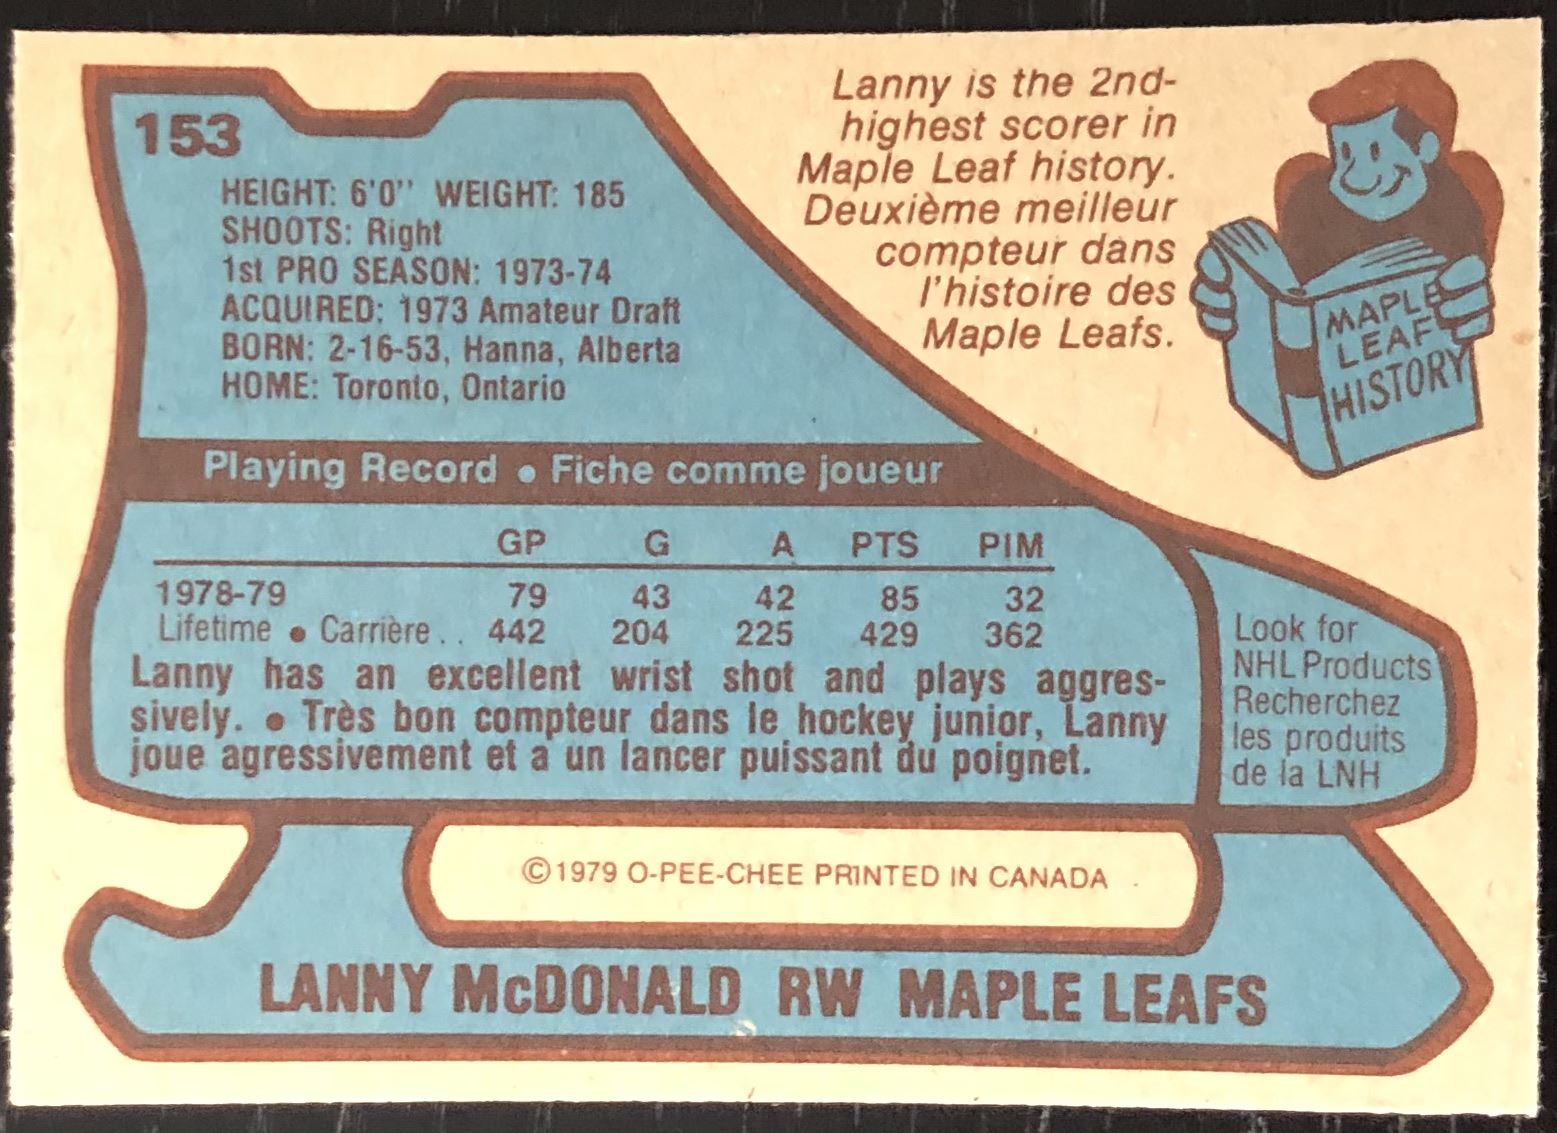 153
HEIGHT: 6'0'' WEIGHT: 185
SHOOTS: Right
1st PRO SEASON: 1973-74
ACQUIRED: 1973 Amateur Draft
BORN: 2-16-53, Hanna, Alberta
HOME: Toronto, Ontario
Lanny is the 2nd-
highest scorer in
Maple Leaf history.
Deuxième meilleur
compteur dans
l'histoire des
Maple Leafs.
MAPLE
LEAF
HISTORY
Playing Record • Fiche comme joueur
GP G A PTS PIM
1978-79 79 43 42 85 32
Lifetime • Carrière .. 442 204 225 429 362
Lanny has an excellent wrist shot and plays aggres-
sively. • Très bon compteur dans le hockey junior, Lanny
joue agressivement et a un lancer puissant du poignet.
Look for
NHL Products
Recherchez
les produits
de la LNH
©1979 O-PEE-CHEE PRINTED IN CANADA
LANNY McDONALD RW MAPLE LEAFS